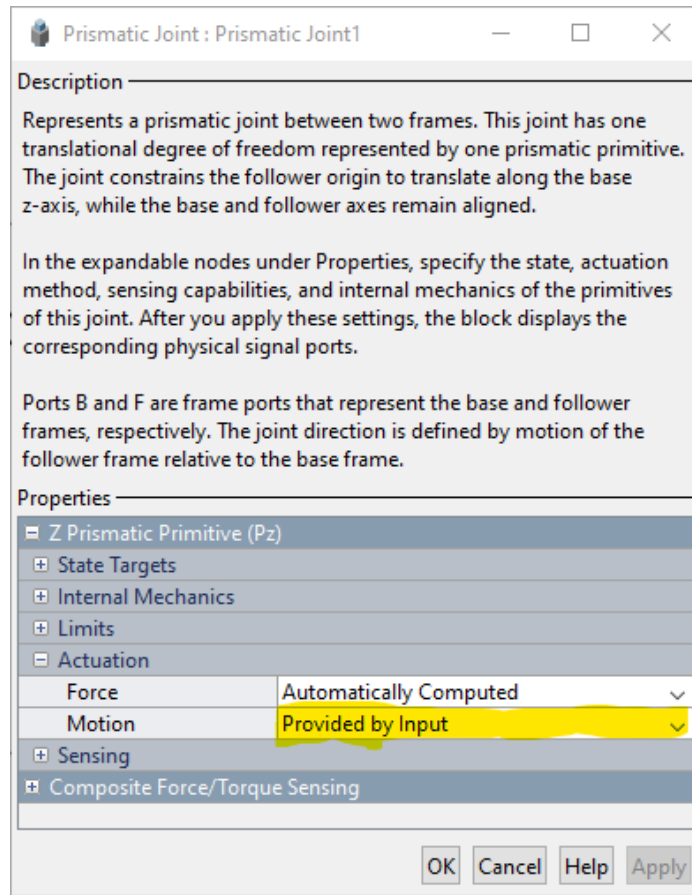 Prismatic Joint : Prismatic Joint1
Description
Represents a prismatic joint between two frames. This joint has one
translational degree of freedom represented by one prismatic primitive.
The joint constrains the follower origin to translate along the base
z-axis, while the base and follower axes remain aligned.
In the expandable nodes under Properties, specify the state, actuation
method, sensing capabilities, and internal mechanics of the primitives
of this joint. After you apply these settings, the block displays the
corresponding physical signal ports.
Ports B and F are frame ports that represent the base and follower
frames, respectively. The joint direction is defined by motion of the
follower frame relative to the base frame.
Properties
Z Prismatic Primitive (Pz)
State Targets
Internal Mechanics
Limits
Actuation
Force Automatically Computed
Motion Provided by Input
Sensing
Composite Force/Torque Sensing
OK Cancel Help Apply